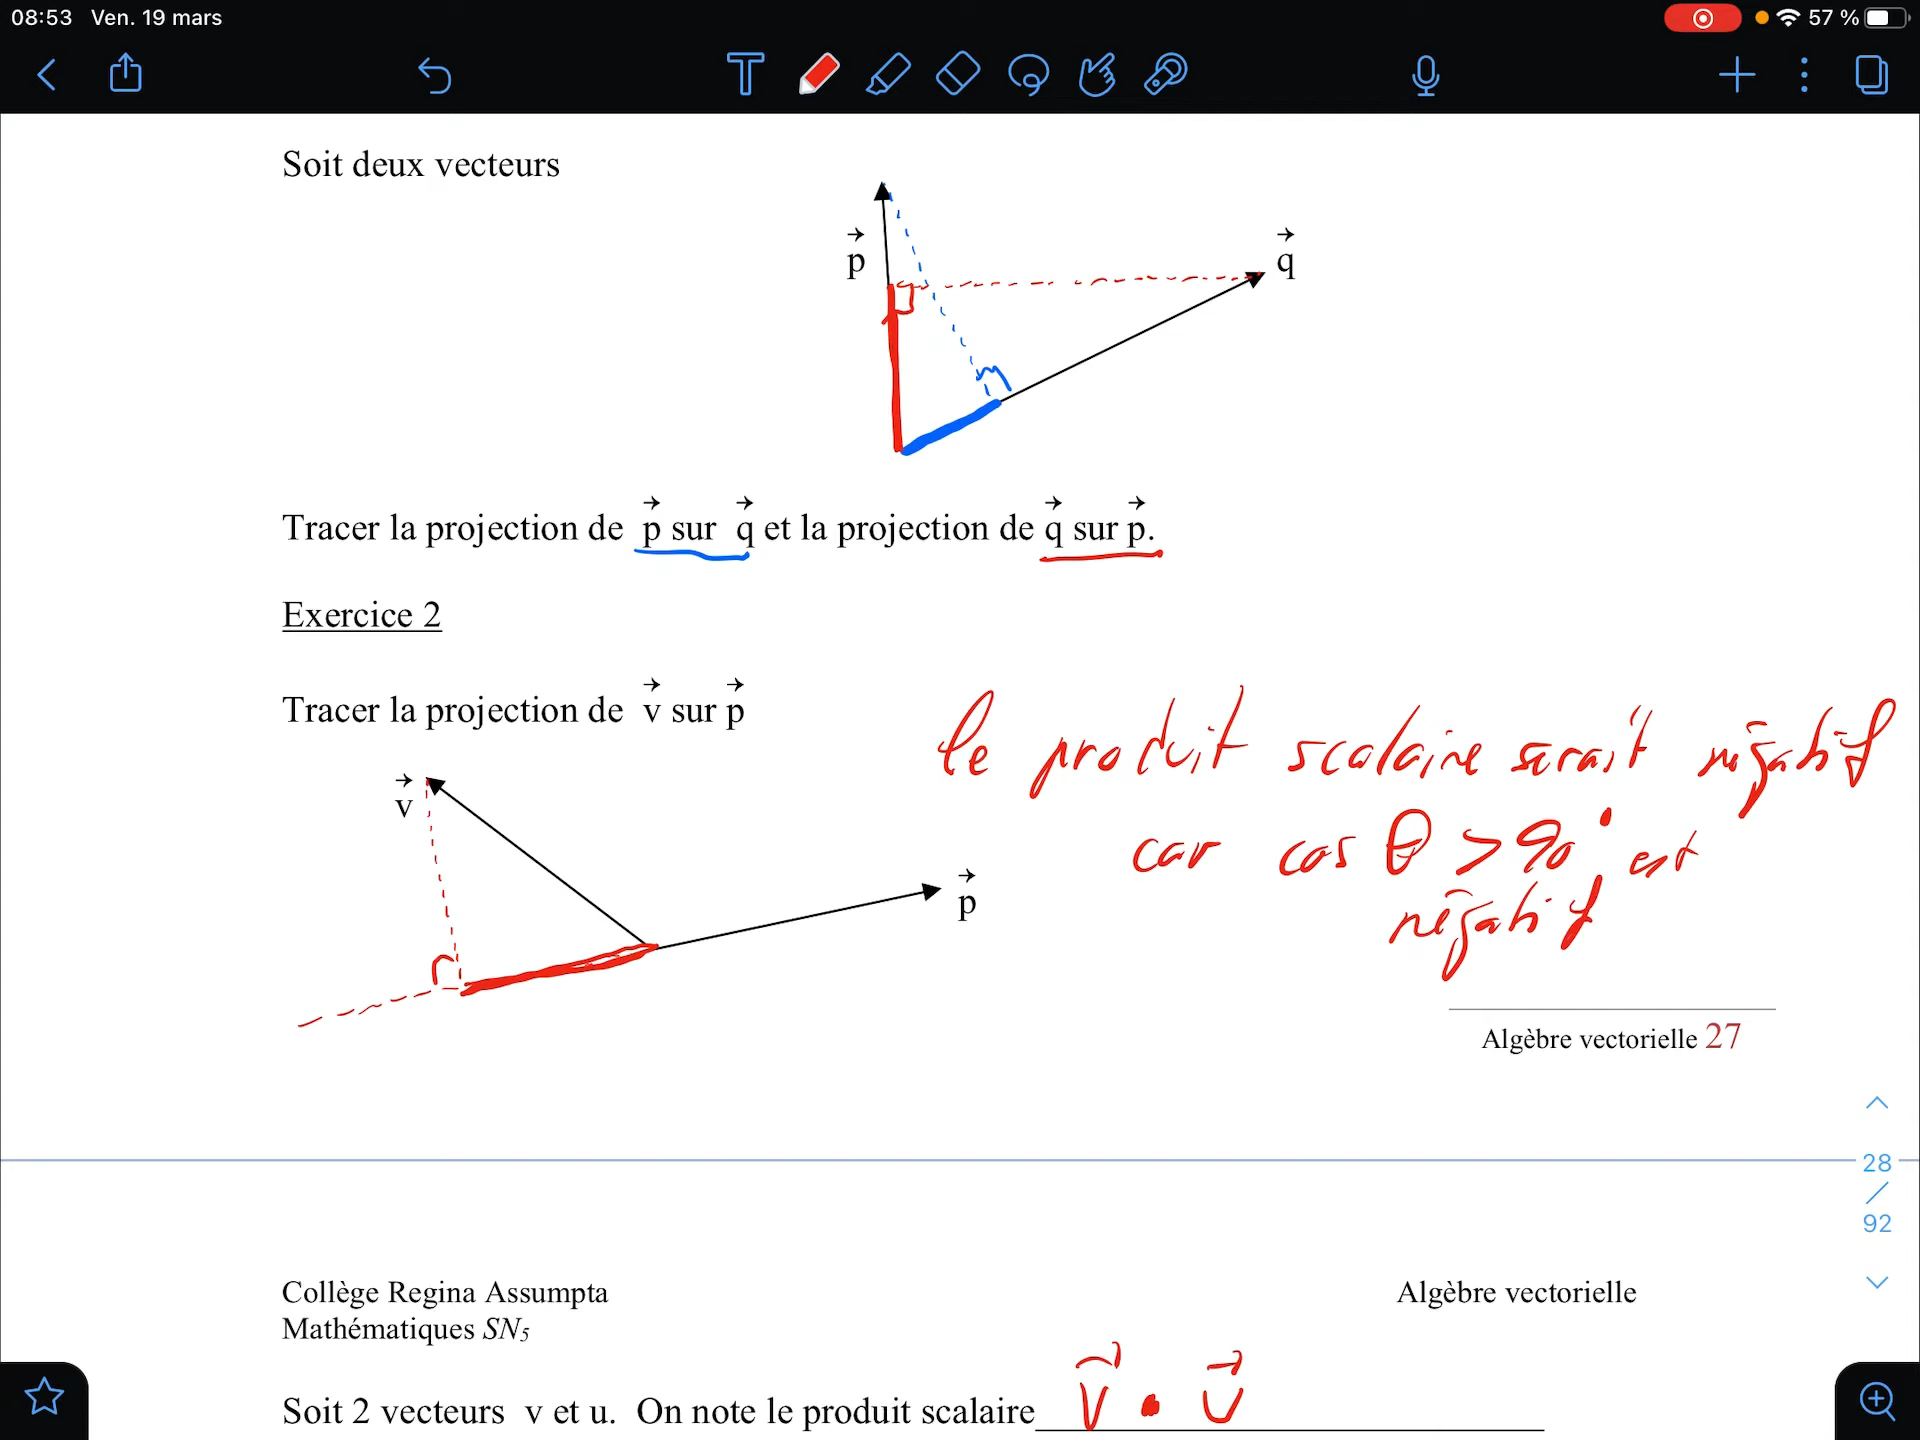 08:53 Ven. 19 mars 57 %
T
Soit deux vecteurs
p
q
Tracer la projection de p sur q et la projection de q sur p.
Exercice 2
Tracer la projection de v sur p
le produit scalaire serait négatif
car cos θ > 90° est
négatif
v
p
Algèbre vectorielle 27
28
/
92
Collège Regina Assumpta Algèbre vectorielle
Mathématiques SN5
Soit 2 vecteurs v et u. On note le produit scalaire v • u